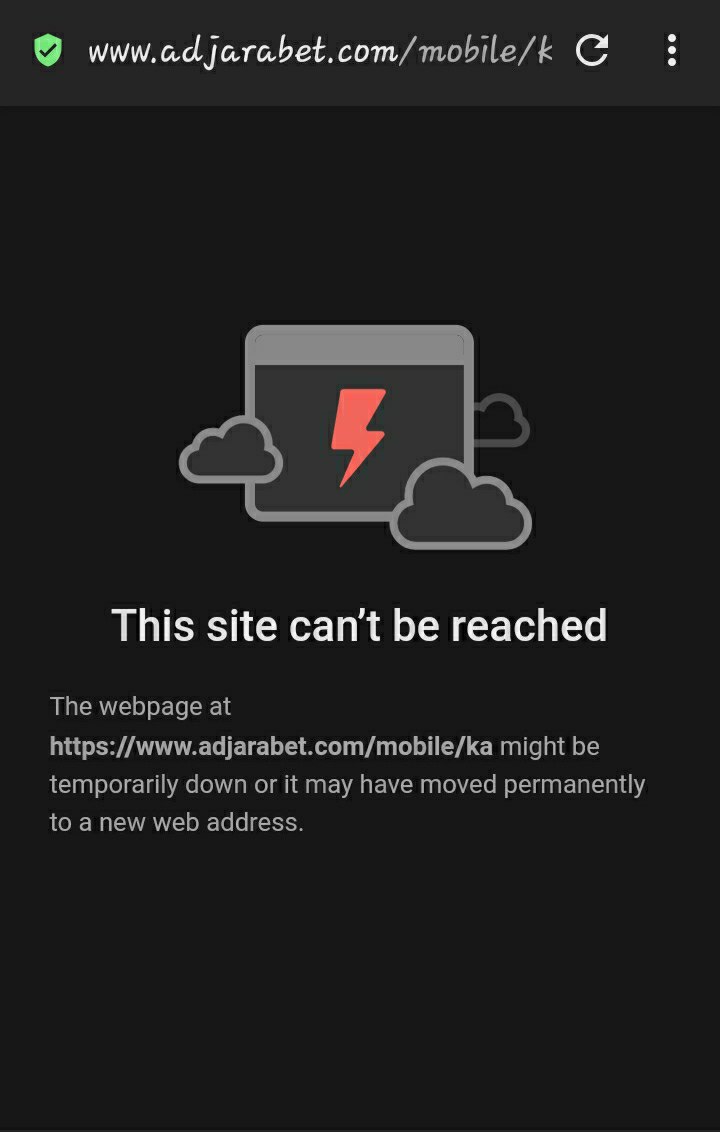 www.adjarabet.com/mobile/k
This site can’t be reached
The webpage at
https://www.adjarabet.com/mobile/ka might be
temporarily down or it may have moved permanently
to a new web address.